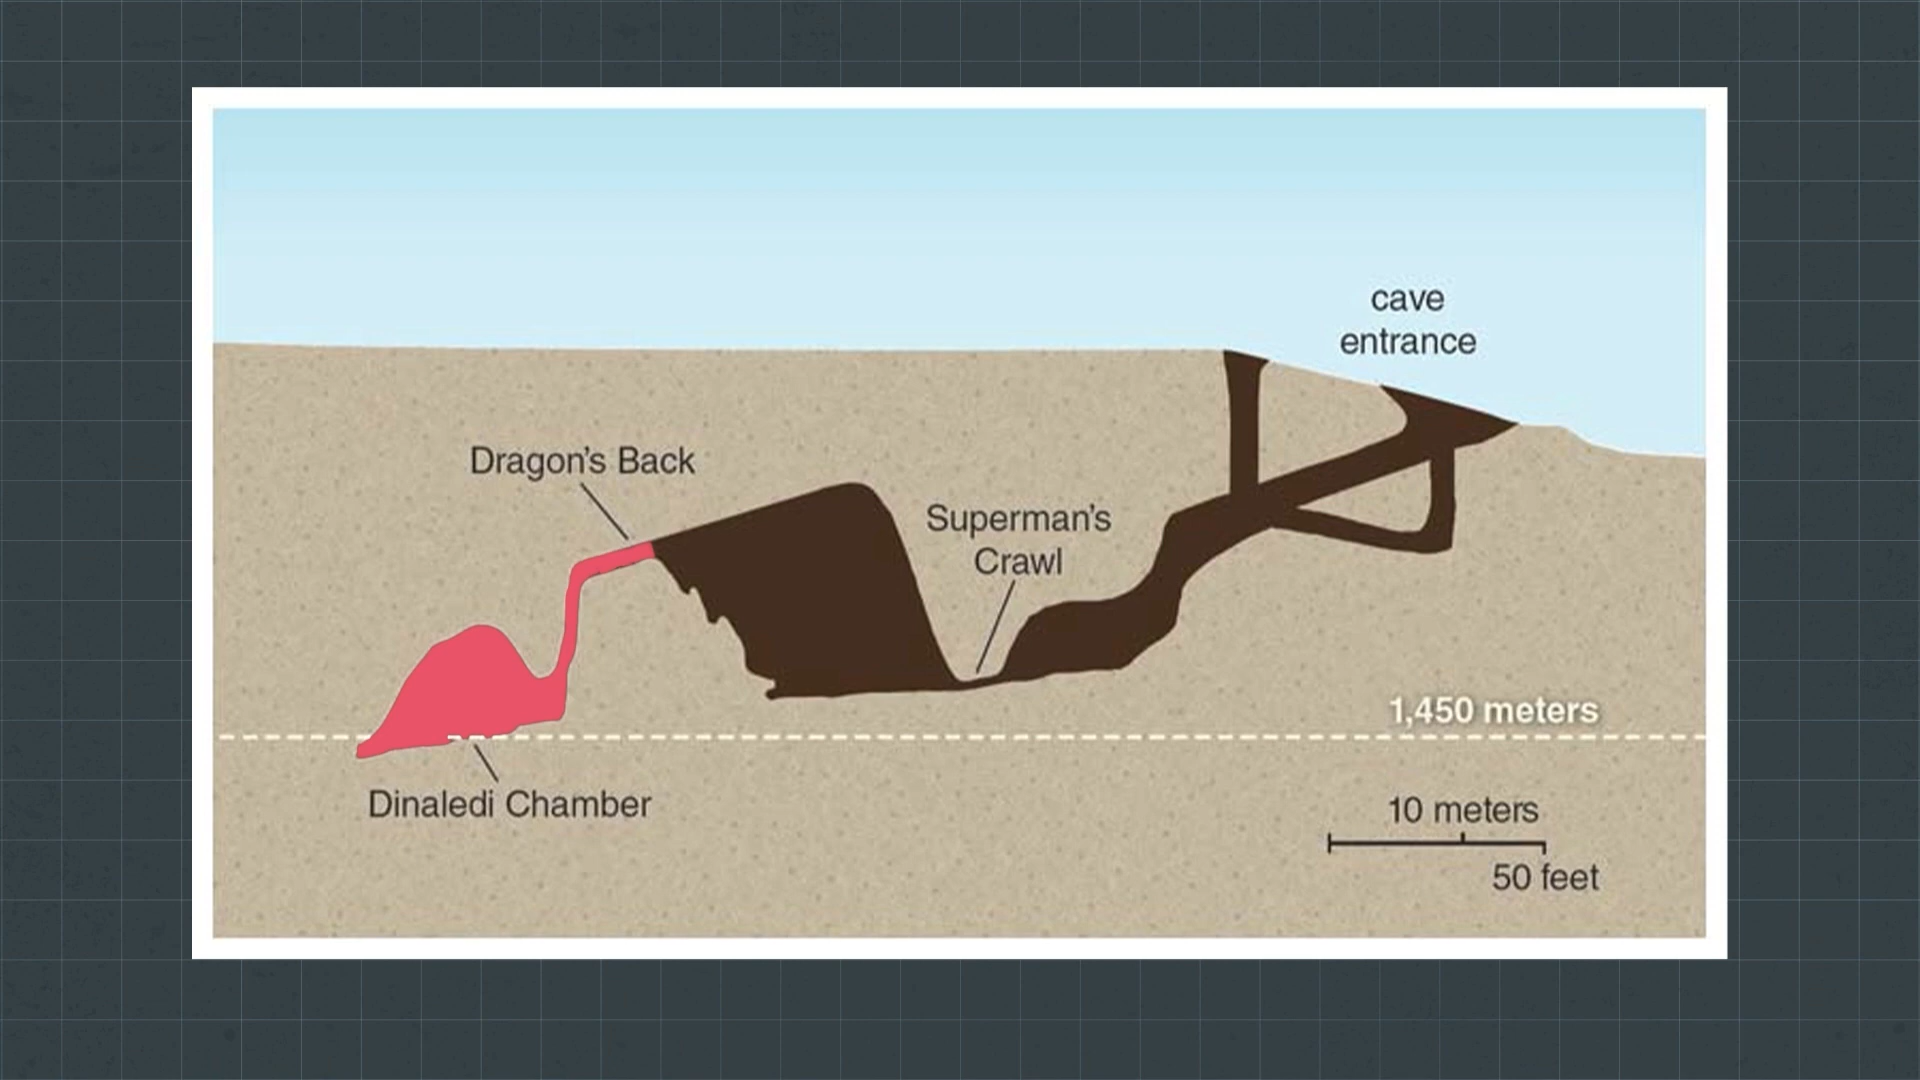 cave
entrance
Dragon's Back
Superman's
Crawl
1,450 meters
Dinaledi Chamber
10 meters
50 feet